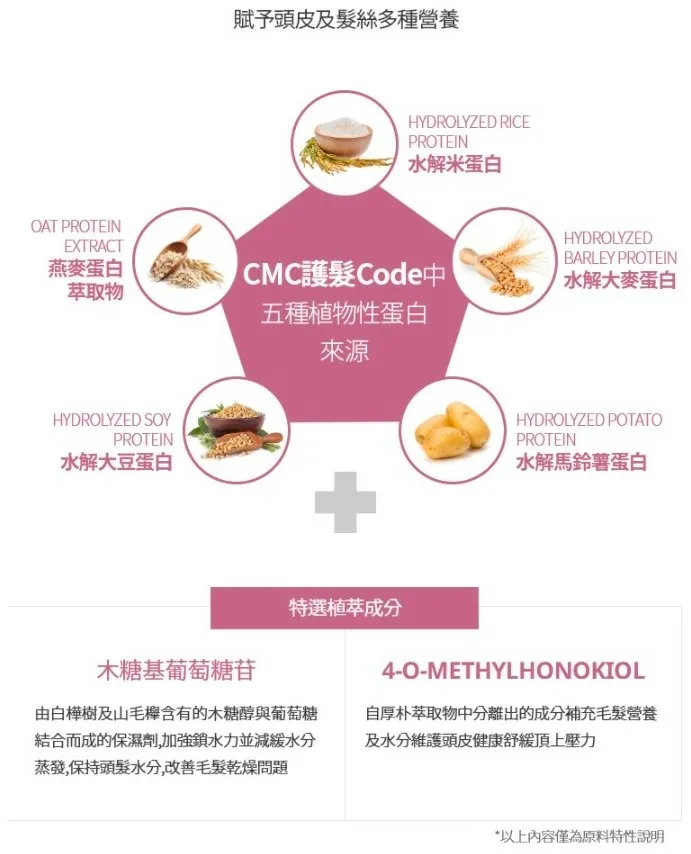 賦予頭皮及髮絲多種營養
HYDROLYZED RICE
PROTEIN
水解米蛋白
OAT PROTEIN
EXTRACT
燕麥蛋白
萃取物
HYDROLYZED
BARLEY PROTEIN
水解大麥蛋白
CMC護髮Code中
五種植物性蛋白
來源
HYDROLYZED SOY
PROTEIN
水解大豆蛋白
HYDROLYZED POTATO
PROTEIN
水解馬鈴薯蛋白
特選植萃成分
木糖基葡萄糖苷
由白樺樹及山毛櫸含有的木糖醇與葡萄糖
結合而成的保濕劑,加強鎖水力並減緩水分
蒸發,保持頭髮水分,改善毛髮乾燥問題
4-O-METHYLHONOKIOL
自厚朴萃取物中分離出的成分補充毛髮營養
及水分維護頭皮健康舒緩頂上壓力
*以上內容僅為原料特性說明